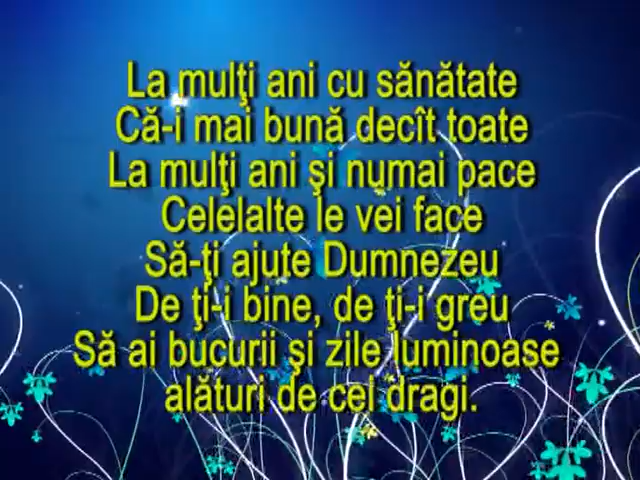 La mulţi ani cu sănătate
Că-i mai bună decît toate
La mulţi ani şi numai pace
Celelalte le vei face
Să-ţi ajute Dumnezeu
De ţi-i bine, de ţi-i greu
Să ai bucurii şi zile luminoase
alături de cei dragi.